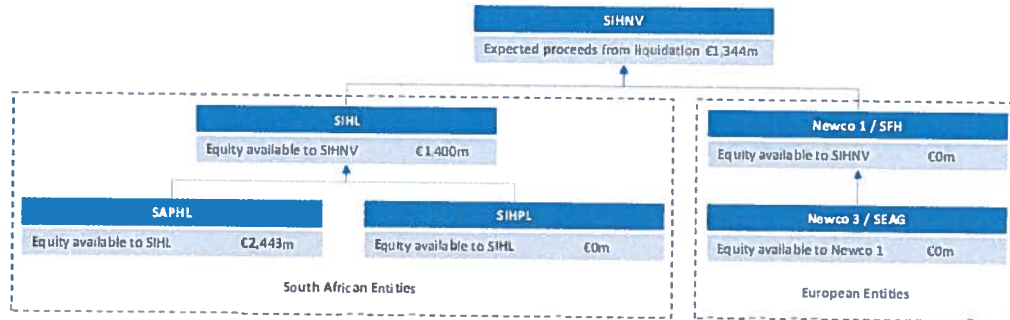 SIHNV
Expected proceeds from liquidation €1,344m
SIHL
Equity available to SIHNV €1,400m
Newco 1 / SFH
Equity available to SIHNV €0m
SAPHL
Equity available to SIHL €2,443m
SIHPL
Equity available to SIHL €0m
Newco 3 / SEAG
Equity available to Newco 1 €0m
South African Entities
European Entities